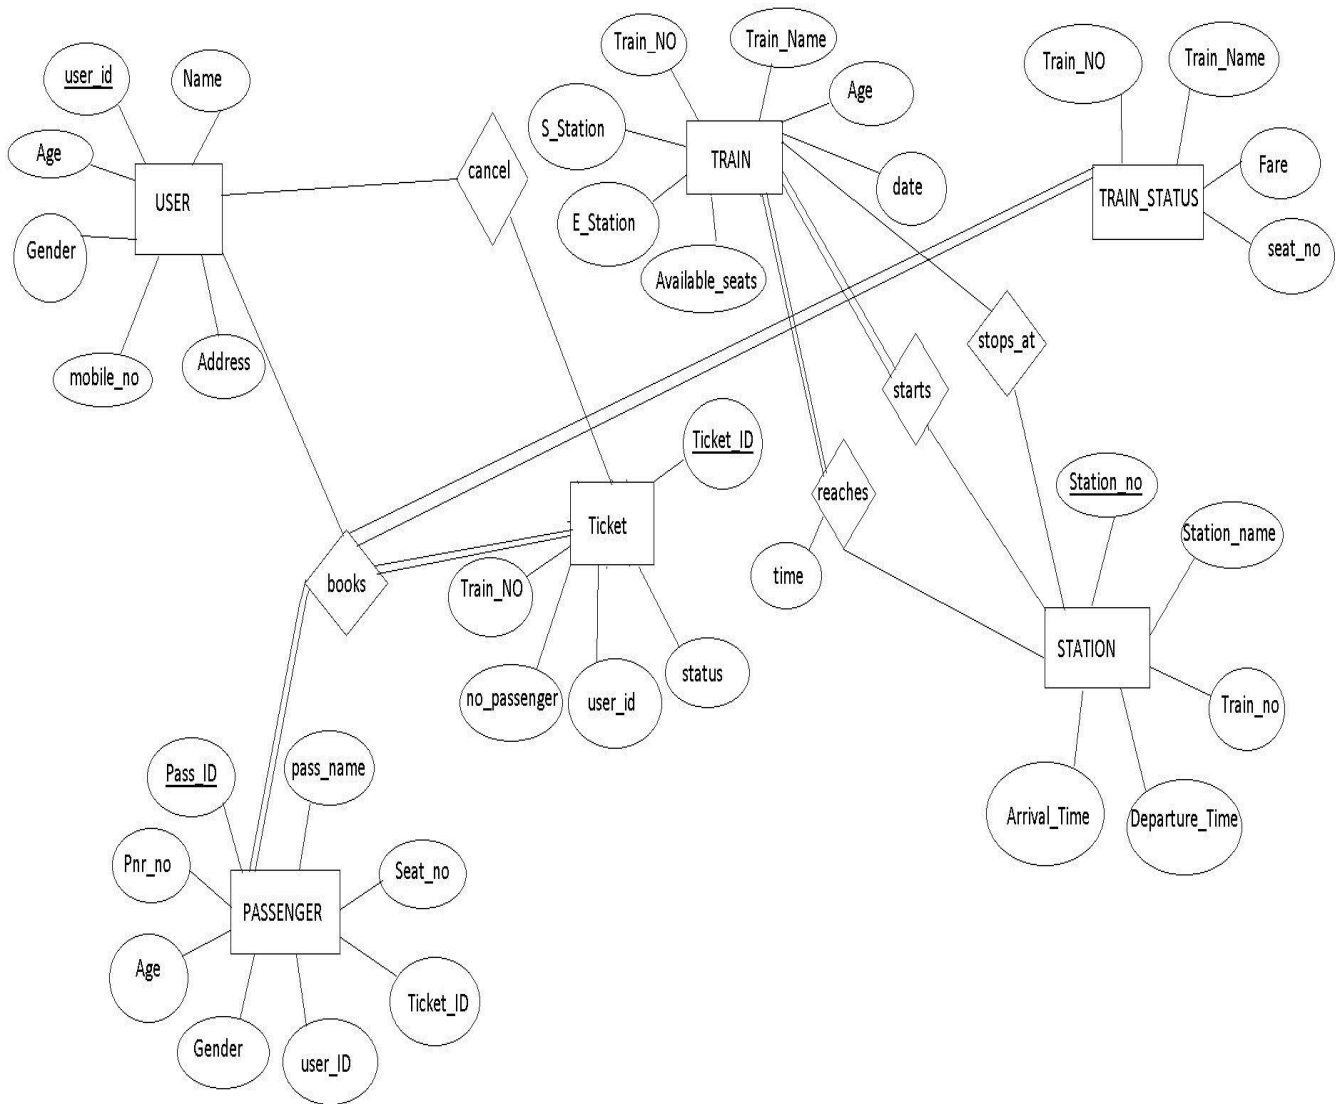 Train_NO
Train_Name
Train_NO
Train_Name
user_id
Name
Age
S_Station
Age
cancel
TRAIN
Fare
date
USER
TRAIN_STATUS
E_Station
Gender
seat_no
Available_seats
mobile_no
Address
stops_at
starts
Ticket_ID
Station_no
reaches
Ticket
Station_name
books
Train_NO
time
STATION
no_passenger
user_id
status
Train_no
Pass_ID
pass_name
Arrival_Time
Departure_Time
Pnr_no
Seat_no
PASSENGER
Age
Ticket_ID
Gender
user_ID